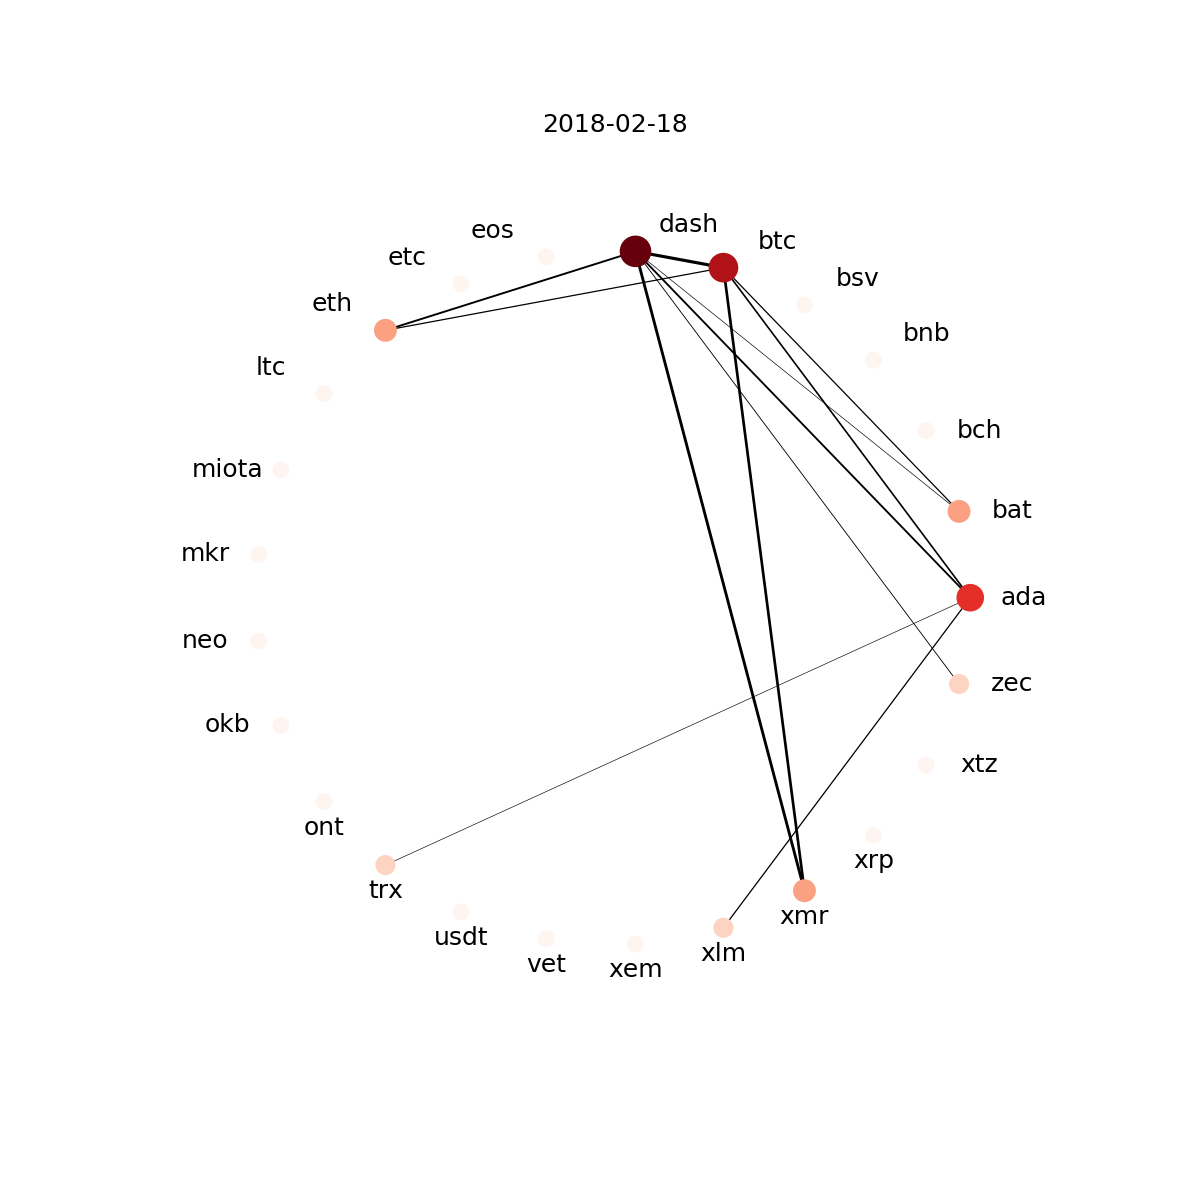 2018-02-18
dash
eos
btc
etc
bsv
eth
bnb
ltc
bch
miota
bat
mkr
ada
neo
zec
okb
xtz
ont
xrp
trx
xmr
usdt
xlm
vet
xem